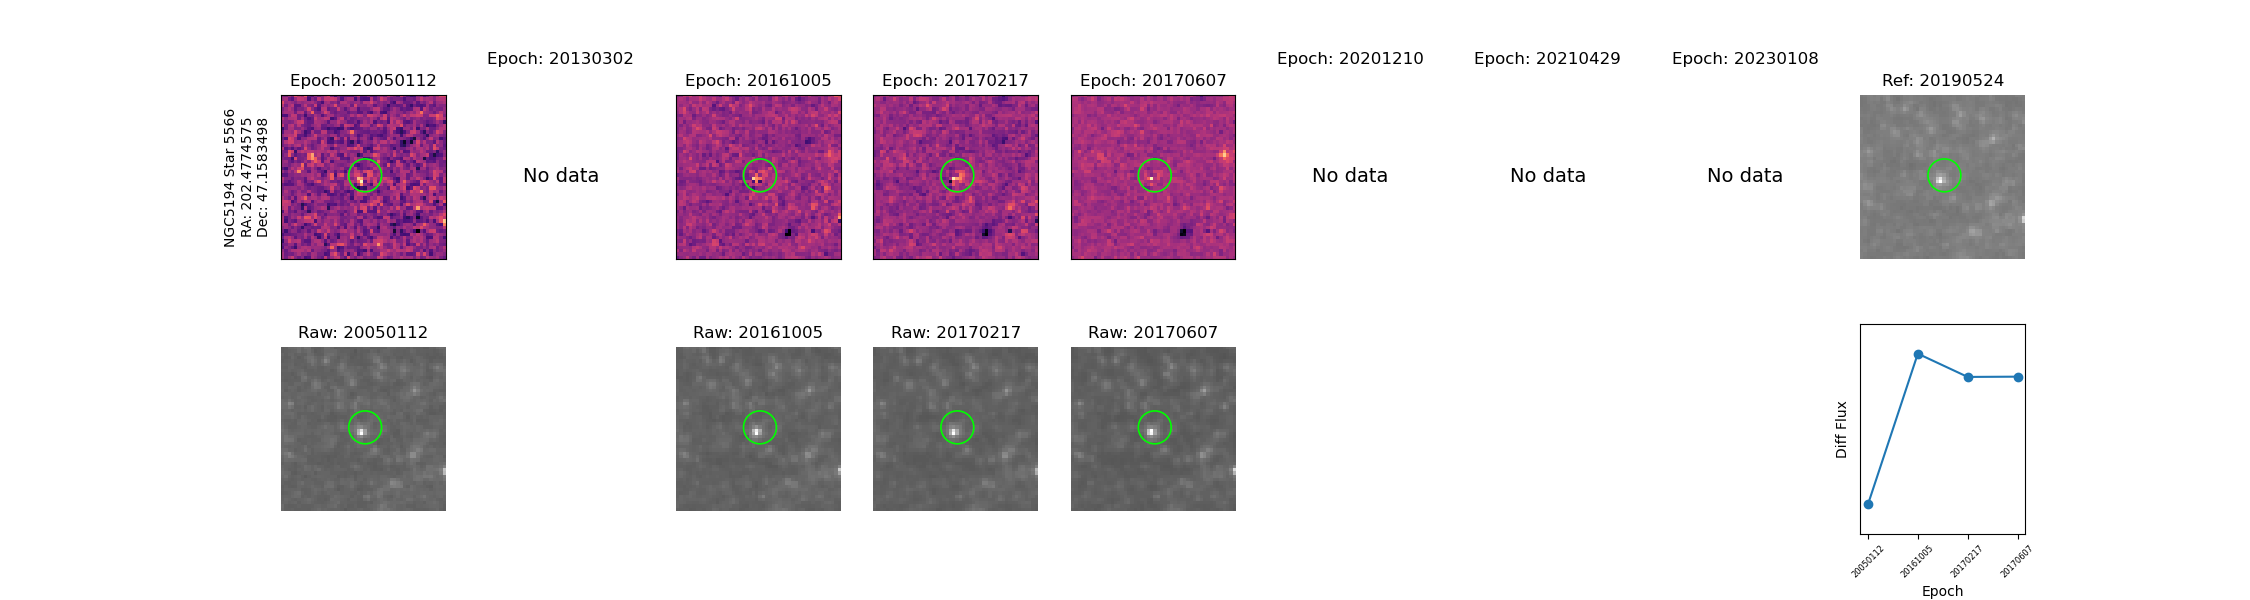 NGC5194 Star 5566
RA: 202.4774575
Dec: 47.1583498
Epoch: 20050112
Epoch: 20130302
No data
Epoch: 20161005
Epoch: 20170217
Epoch: 20170607
Epoch: 20201210
No data
Epoch: 20210429
No data
Epoch: 20230108
No data
Ref: 20190524
Raw: 20050112
Raw: 20161005
Raw: 20170217
Raw: 20170607
Diff Flux
20050112
20161005
20170217
20170607
Epoch